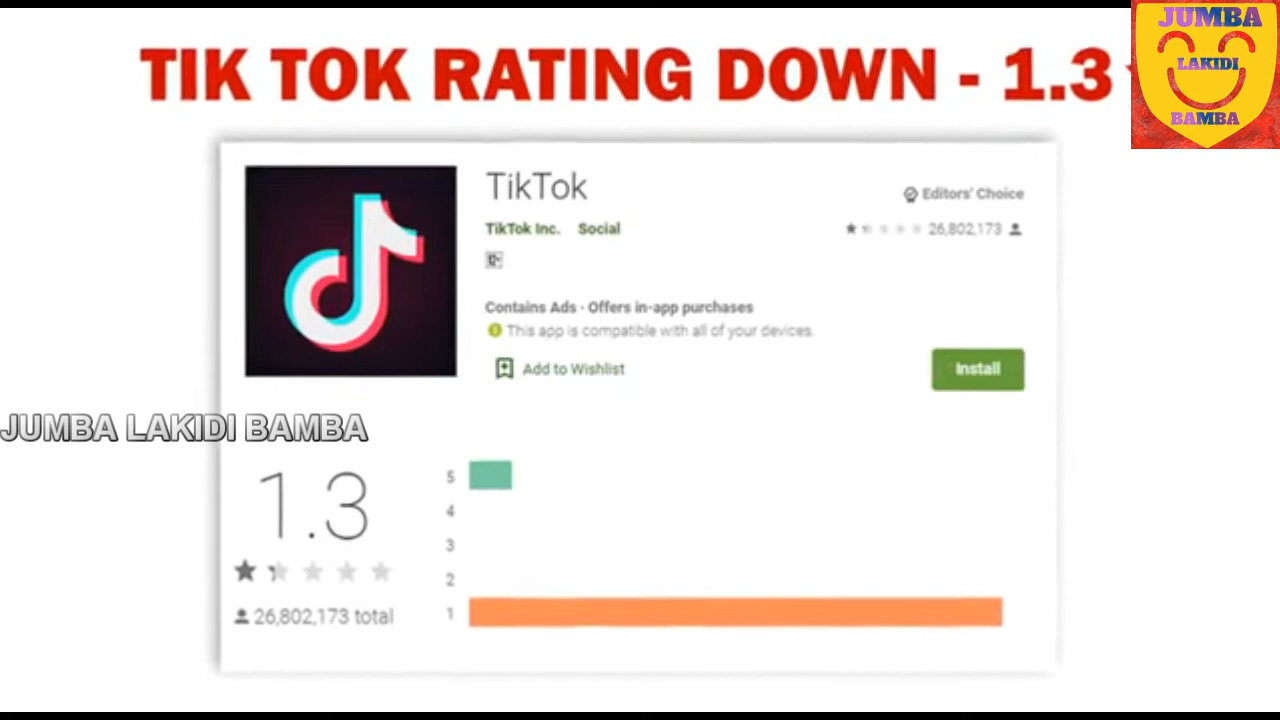 TIK TOK RATING DOWN - 1.3
JUMBA
LAKIDI
BAMBA
TikTok
Editors' Choice
TikTok Inc. Social
26,802,173
Contains Ads · Offers in-app purchases
This app is compatible with all of your devices.
Add to Wishlist
Install
JUMBA LAKIDI BAMBA
1.3
26,802,173 total
5
4
3
2
1